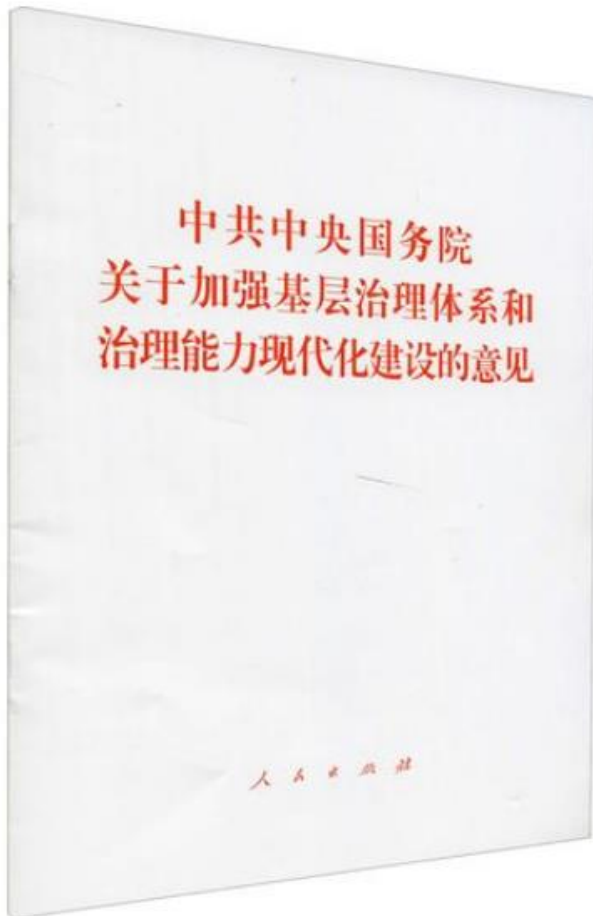 中共中央国务院
关于加强基层治理体系和
治理能力现代化建设的意见
人民出版社